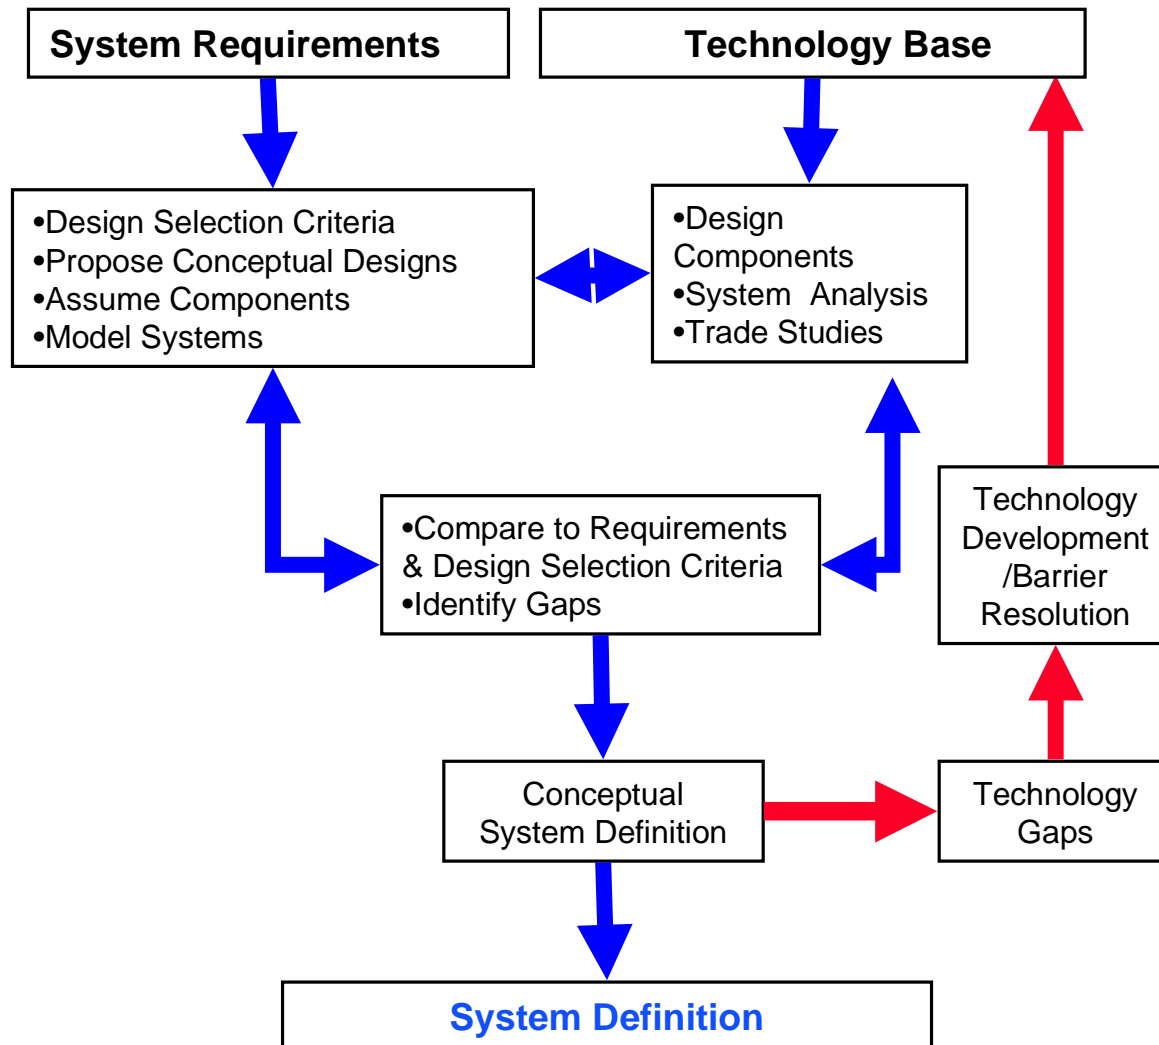 System Requirements
Technology Base
•Design Selection Criteria
•Propose Conceptual Designs
•Assume Components
•Model Systems
•Design
Components
•System Analysis
•Trade Studies
•Compare to Requirements
& Design Selection Criteria
•Identify Gaps
Technology
Development
/Barrier
Resolution
Conceptual
System Definition
Technology
Gaps
System Definition